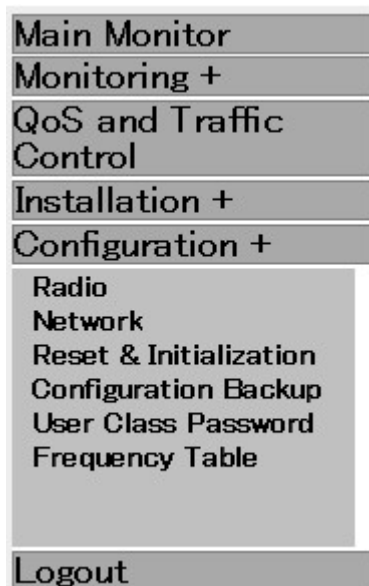 Main Monitor
Monitoring +
QoS and Traffic
Control
Installation +
Configuration +
Radio
Network
Reset & Initialization
Configuration Backup
User Class Password
Frequency Table
Logout